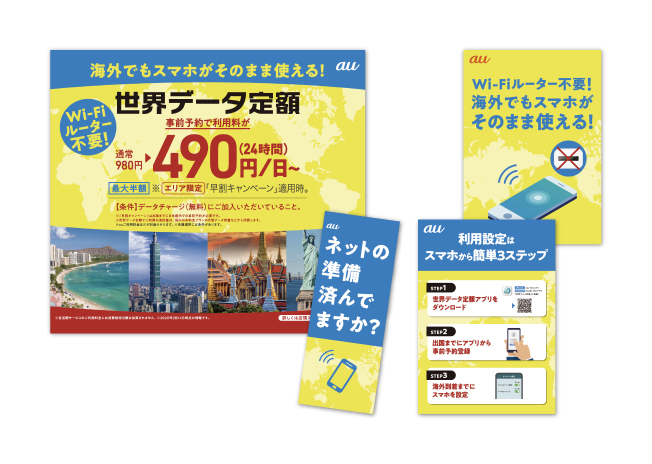 海外でもスマホがそのまま使える!
au
Wi-Fi
ルーター
不要!
世界データ定額
事前予約で利用料が
通常
980円
490
(24時間)
円/日~
最大半額 ※ エリア限定 「早割キャンペーン」適用時。
【条件】データチャージ(無料)にご加入いただいていること。
au
Wi-Fiルーター不要!
海外でもスマホが
そのまま使える!
au
ネットの
準備
済んで
ますか?
au
利用設定は
スマホから簡単3ステップ
STEP1
世界データ定額アプリを
ダウンロード
STEP2
出国までにアプリから
事前予約登録
STEP3
海外到着までに
スマホを設定